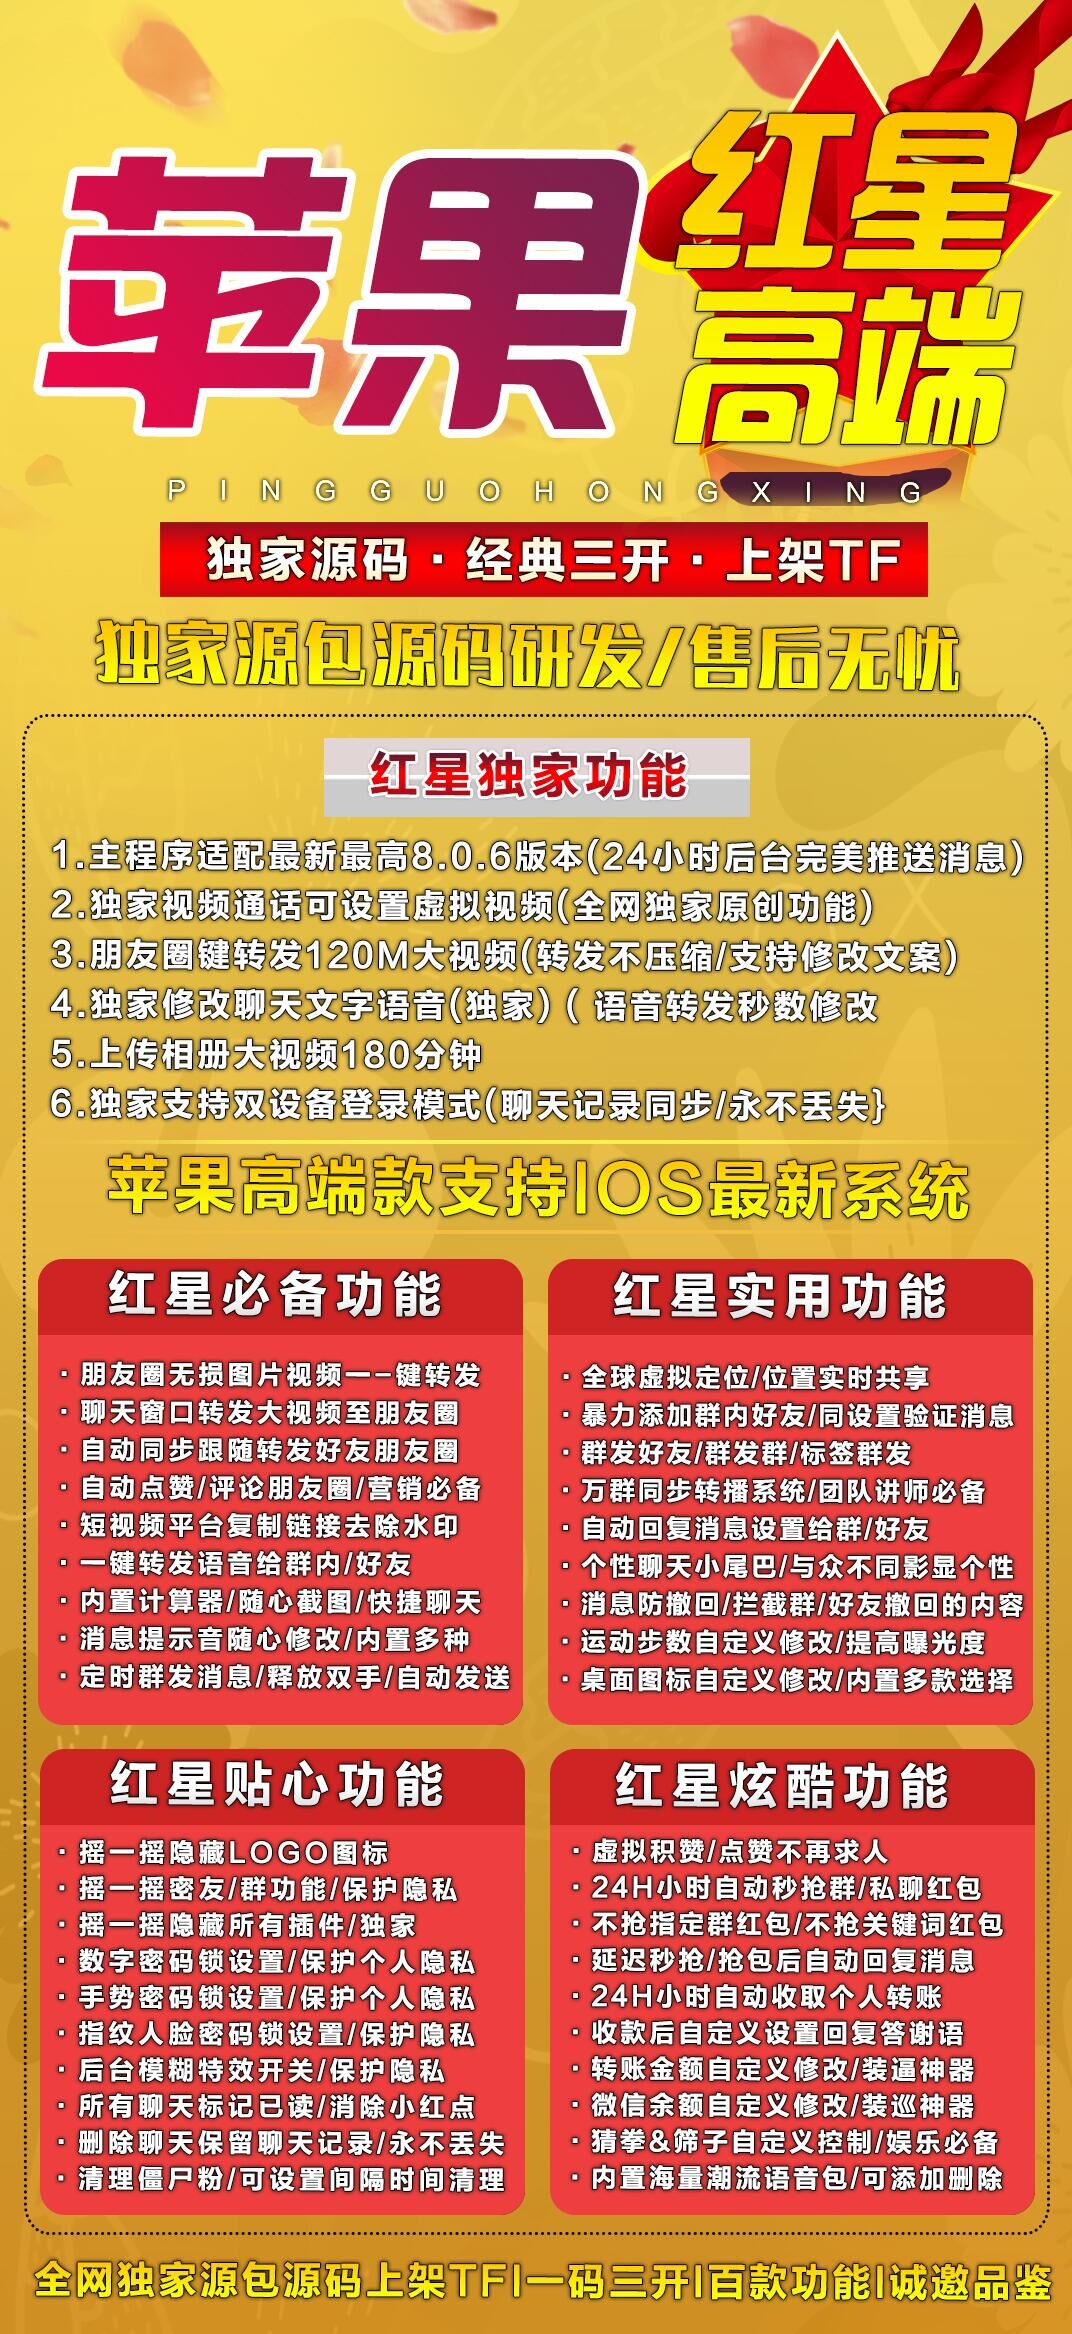 苹果
红星
高端
PINGGUOHONGXING
独家源码·经典三开·上架TF
独家源包源码研发/售后无忧
红星独家功能
1.主程序适配最新最高8.0.6版本(24小时后台完美推送消息)
2.独家视频通话可设置虚拟视频(全网独家原创功能)
3.朋友圈键转发120M大视频(转发不压缩/支持修改文案)
4.独家修改聊天文字语音(独家)( 语音转发秒数修改
5.上传相册大视频180分钟
6.独家支持双设备登录模式(聊天记录同步/永不丢失}
苹果高端款支持IOS最新系统
红星必备功能
·朋友圈无损图片视频一-键转发
·聊天窗口转发大视频至朋友圈
·自动同步跟随转发好友朋友圈
·自动点赞/评论朋友圈/营销必备
·短视频平台复制链接去除水印
·一键转发语音给群内/好友
·内置计算器/随心截图/快捷聊天
·消息提示音随心修改/内置多种
·定时群发消息/释放双手/自动发送
红星实用功能
·全球虚拟定位/位置实时共享
·暴力添加群内好友/同设置验证消息
·群发好友/群发群/标签群发
·万群同步转播系统/团队讲师必备
·自动回复消息设置给群/好友
·个性聊天小尾巴/与众不同影显个性
·消息防撤回/拦截群/好友撤回的内容
·运动步数自定义修改/提高曝光度
·桌面图标自定义修改/内置多款选择
红星贴心功能
·摇一摇隐藏LOGO图标
·摇一摇密友/群功能/保护隐私
·摇一摇隐藏所有插件/独家
·数字密码锁设置/保护个人隐私
·手势密码锁设置/保护个人隐私
·指纹人脸密码锁设置/保护隐私
·后台模糊特效开关/保护隐私
·所有聊天标记已读/消除小红点
·删除聊天保留聊天记录/永不丢失
·清理僵尸粉/可设置间隔时间清理
红星炫酷功能
·虚拟积赞/点赞不再求人
·24H小时自动秒抢群/私聊红包
·不抢指定群红包/不抢关键词红包
·延迟秒抢/抢包后自动回复消息
·24H小时自动收取个人转账
·收款后自定义设置回复答谢语
·转账金额自定义修改/装逼神器
·微信余额自定义修改/装巡神器
·猜拳&筛子自定义控制/娱乐必备
·内置海量潮流语音包/可添加删除
全网独家源包源码上架TF|一码三开|百款功能|诚邀品鉴